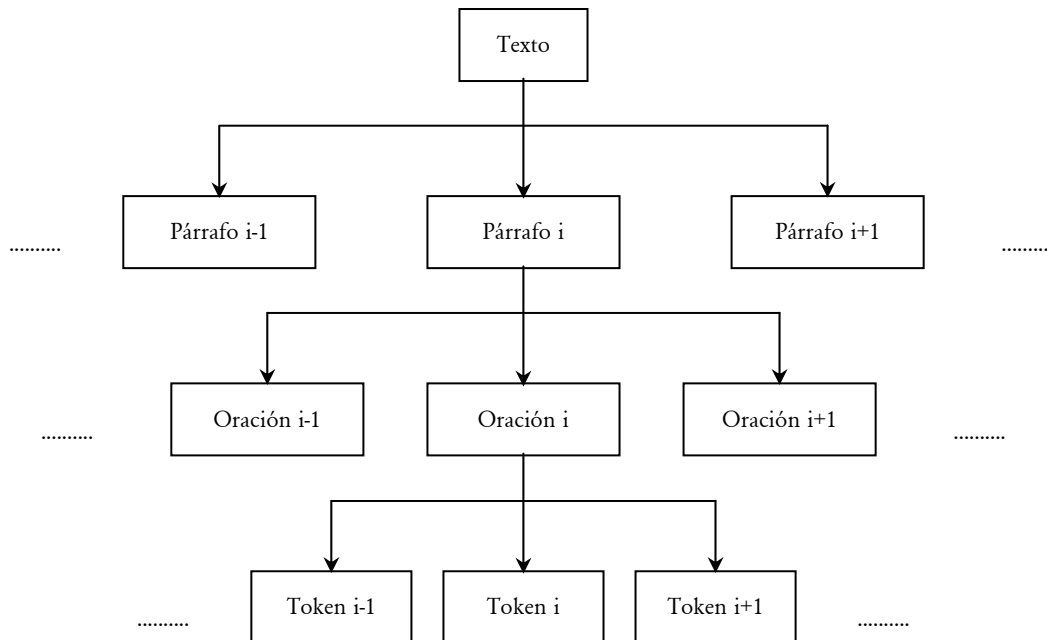 Texto
Párrafo i-1
Párrafo i
Párrafo i+1
..........
..........
Oración i-1
Oración i
Oración i+1
..........
..........
Token i-1
Token i
Token i+1
..........
..........